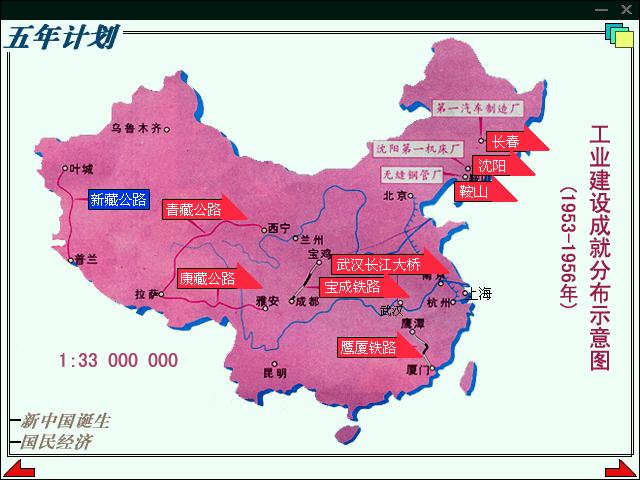 五年计划
工业建设成就分布示意图
(1953-1956年)
第一汽车制造厂
乌鲁木齐
长春
沈阳第一机床厂
沈阳
叶城
无缝钢管厂
鞍山
新藏公路
北京
青藏公路
西宁
兰州
宝鸡
普兰
武汉长江大桥
康藏公路
宝成铁路
南京
上海
拉萨
雅安
成都
杭州
武汉
鹰潭
鹰厦铁路
1:33 000 000
昆明
厦门
新中国诞生
国民经济